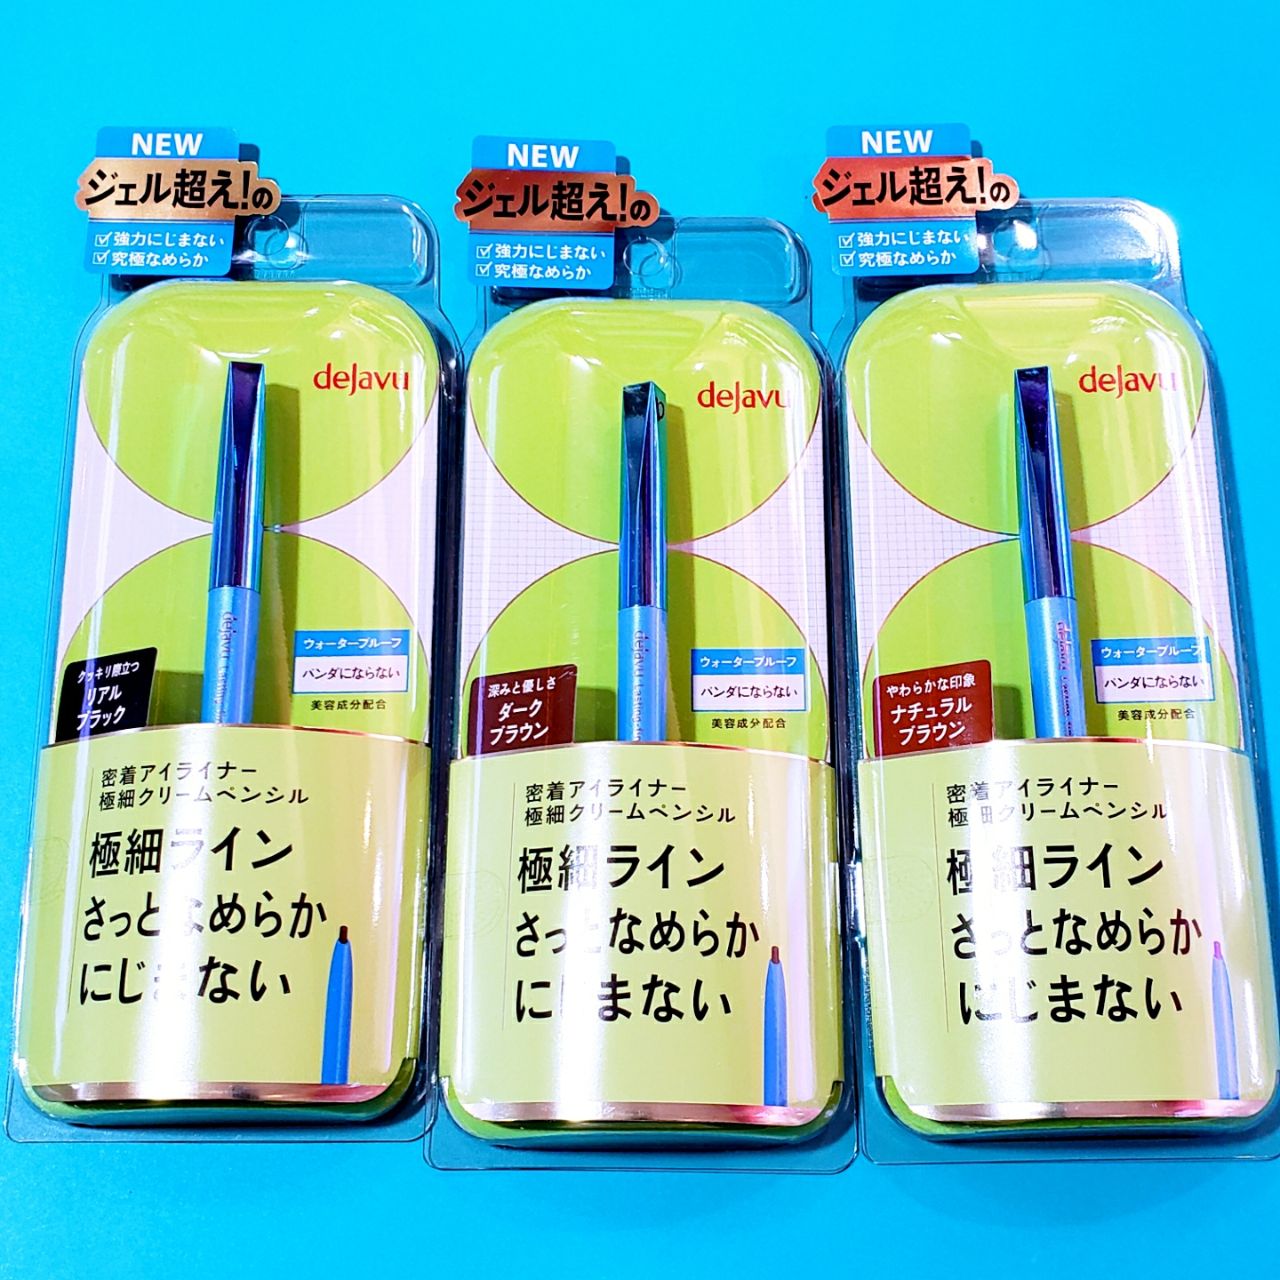 NEW
ジェル超え!の
強力にじまない
究極なめらか
dejavu
dejavu
クッキリ際立つ
リアル
ブラック
ウォータープルーフ
パンダにならない
美容成分配合
密着アイライナー
極細クリームペンシル
極細ライン
さっとなめらか
にじまない
NEW
ジェル超え!の
強力にじまない
究極なめらか
dejavu
dejavu Lasting
深みと優しさ
ダーク
ブラウン
ウォータープルーフ
パンダにならない
美容成分配合
密着アイライナー
極細クリームペンシル
極細ライン
さっとなめらか
にじまない
NEW
ジェル超え!の
強力にじまない
究極なめらか
dejavu
dejavu
やわらかな印象
ナチュラル
ブラウン
ウォータープルーフ
パンダにならない
美容成分配合
密着アイライナー
極細クリームペンシル
極細ライン
さっとなめらか
にじまない